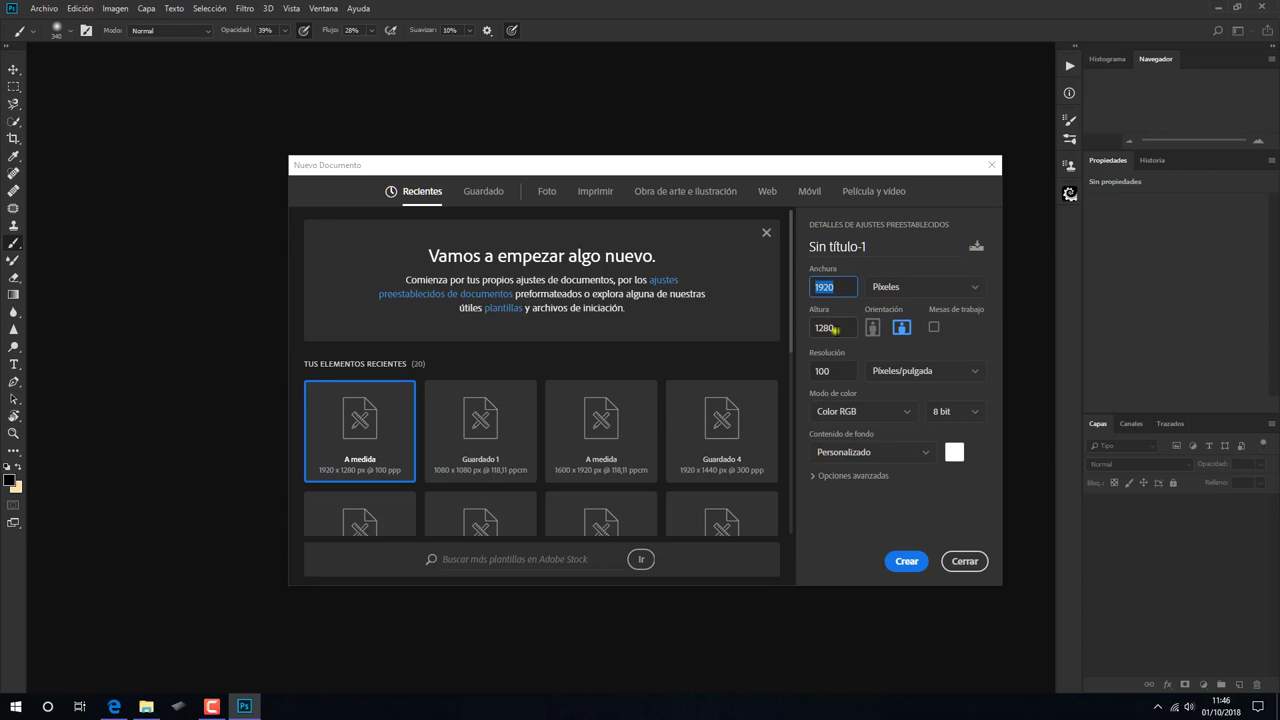 Ps Archivo Edición Imagen Capa Texto Selección Filtro 3D Vista Ventana Ayuda
340 Modo: Normal Opacidad: 39% Flujo: 28% Suavizar: 10%
Histograma Navegador
Propiedades Historia
Sin propiedades
Nuevo Documento
Recientes Guardado Foto Imprimir Obra de arte e ilustración Web Móvil Película y vídeo
Vamos a empezar algo nuevo.
Comienza por tus propios ajustes de documentos, por los ajustes
preestablecidos de documentos preformateados o explora alguna de nuestras
útiles plantillas y archivos de iniciación.
TUS ELEMENTOS RECIENTES (20)
A medida
1920 x 1280 px @ 100 ppp
Guardado 1
1080 x 1080 px @ 118,11 ppcm
A medida
1600 x 1920 px @ 118,11 ppcm
Guardado 4
1920 x 1440 px @ 300 ppp
Buscar más plantillas en Adobe Stock Ir
DETALLES DE AJUSTES PREESTABLECIDOS
Sin título-1
Anchura
1920 Píxeles
Altura Orientación Mesas de trabajo
1280
Resolución
100 Píxeles/pulgada
Modo de color
Color RGB 8 bit
Contenido de fondo
Personalizado
Opciones avanzadas
Crear Cerrar
Capas Canales Trazados
Tipo
Normal Opacidad:
Bloq.: Relleno:
fx
Ps
11:46
01/10/2018